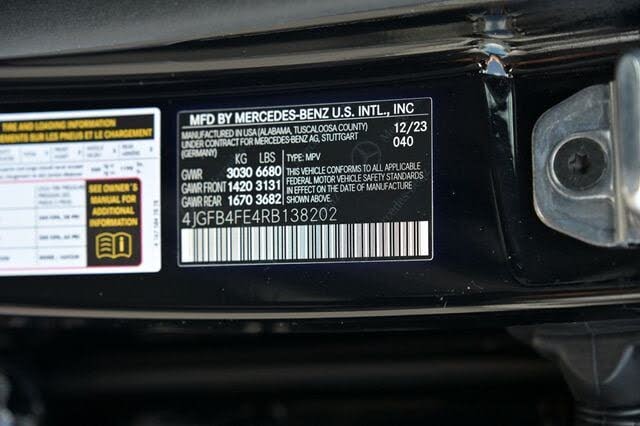 TIRE AND LOADING INFORMATION
SEE OWNER'S
MANUAL FOR
ADDITIONAL
INFORMATION
MFD BY MERCEDES-BENZ U.S. INTL., INC
MANUFACTURED IN USA (ALABAMA, TUSCALOOSA COUNTY) 12/23
UNDER CONTRACT FOR MERCEDES-BENZ AG, STUTTGART 040
(GERMANY)
KG LBS TYPE: MPV
GVWR 3030 6680
GAWR FRONT 1420 3131
GAWR REAR 1670 3682
THIS VEHICLE CONFORMS TO ALL APPLICABLE
FEDERAL MOTOR VEHICLE SAFETY STANDARDS
IN EFFECT ON THE DATE OF MANUFACTURE
SHOWN ABOVE.
4JGFB4FE4RB138202